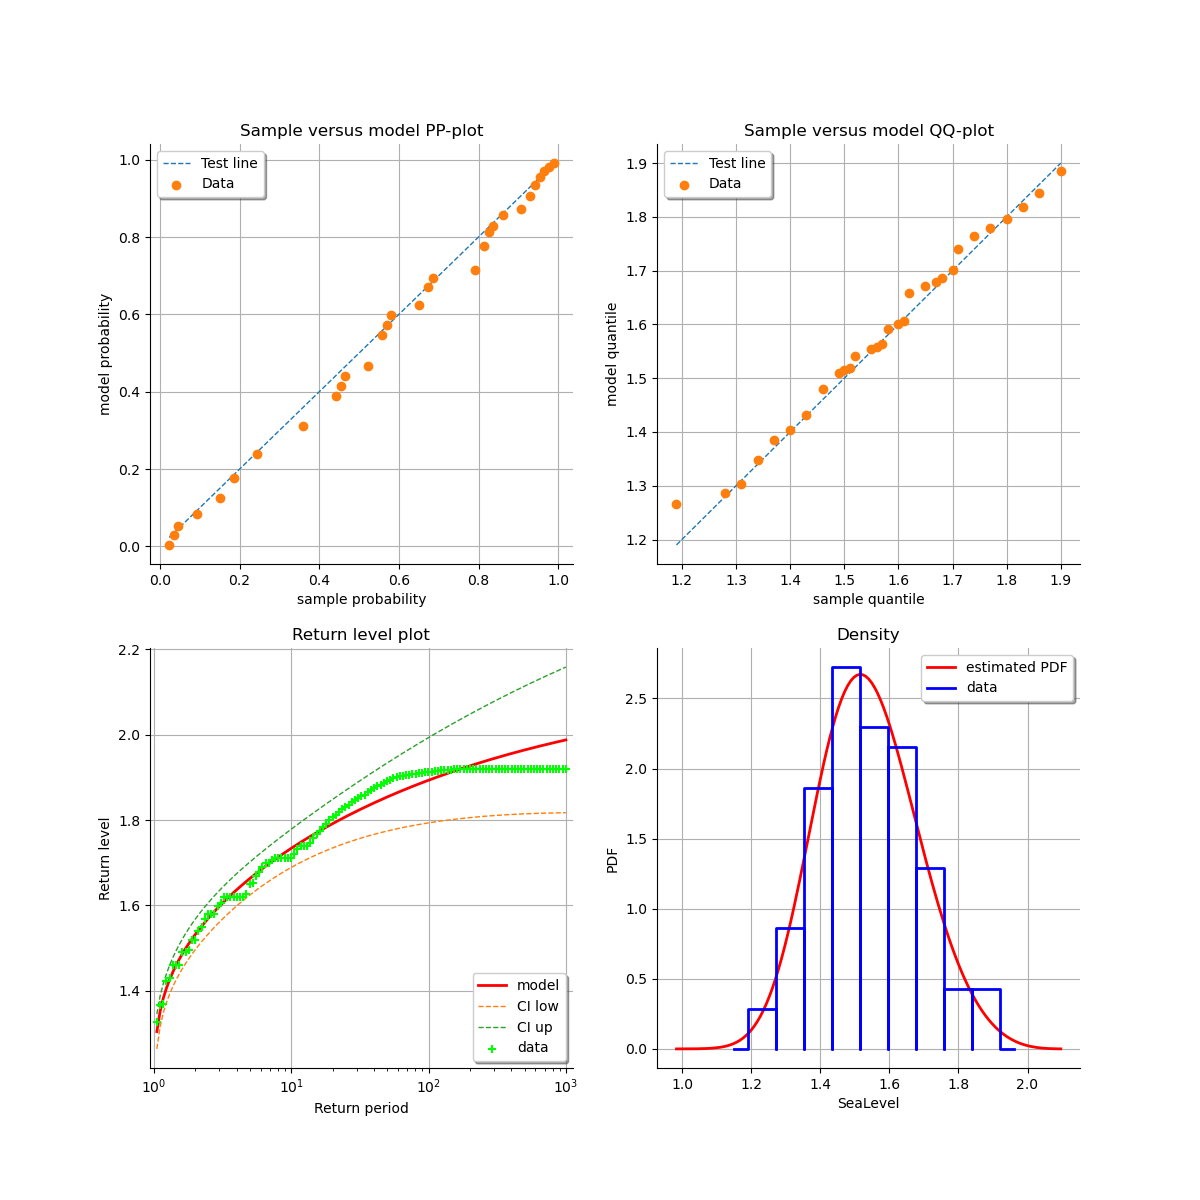 Sample versus model PP-plot
Test line
Data
1.0
0.8
0.6
0.4
0.2
0.0
model probability
0.0 0.2 0.4 0.6 0.8 1.0
sample probability
Sample versus model QQ-plot
Test line
Data
1.9
1.8
1.7
1.6
1.5
1.4
1.3
1.2
model quantile
1.2 1.3 1.4 1.5 1.6 1.7 1.8 1.9
sample quantile
Return level plot
2.2
2.0
1.8
1.6
1.4
Return level
model
CI low
CI up
data
10⁰ 10¹ 10² 10³
Return period
Density
estimated PDF
data
2.5
2.0
1.5
1.0
0.5
0.0
PDF
1.0 1.2 1.4 1.6 1.8 2.0
SeaLevel